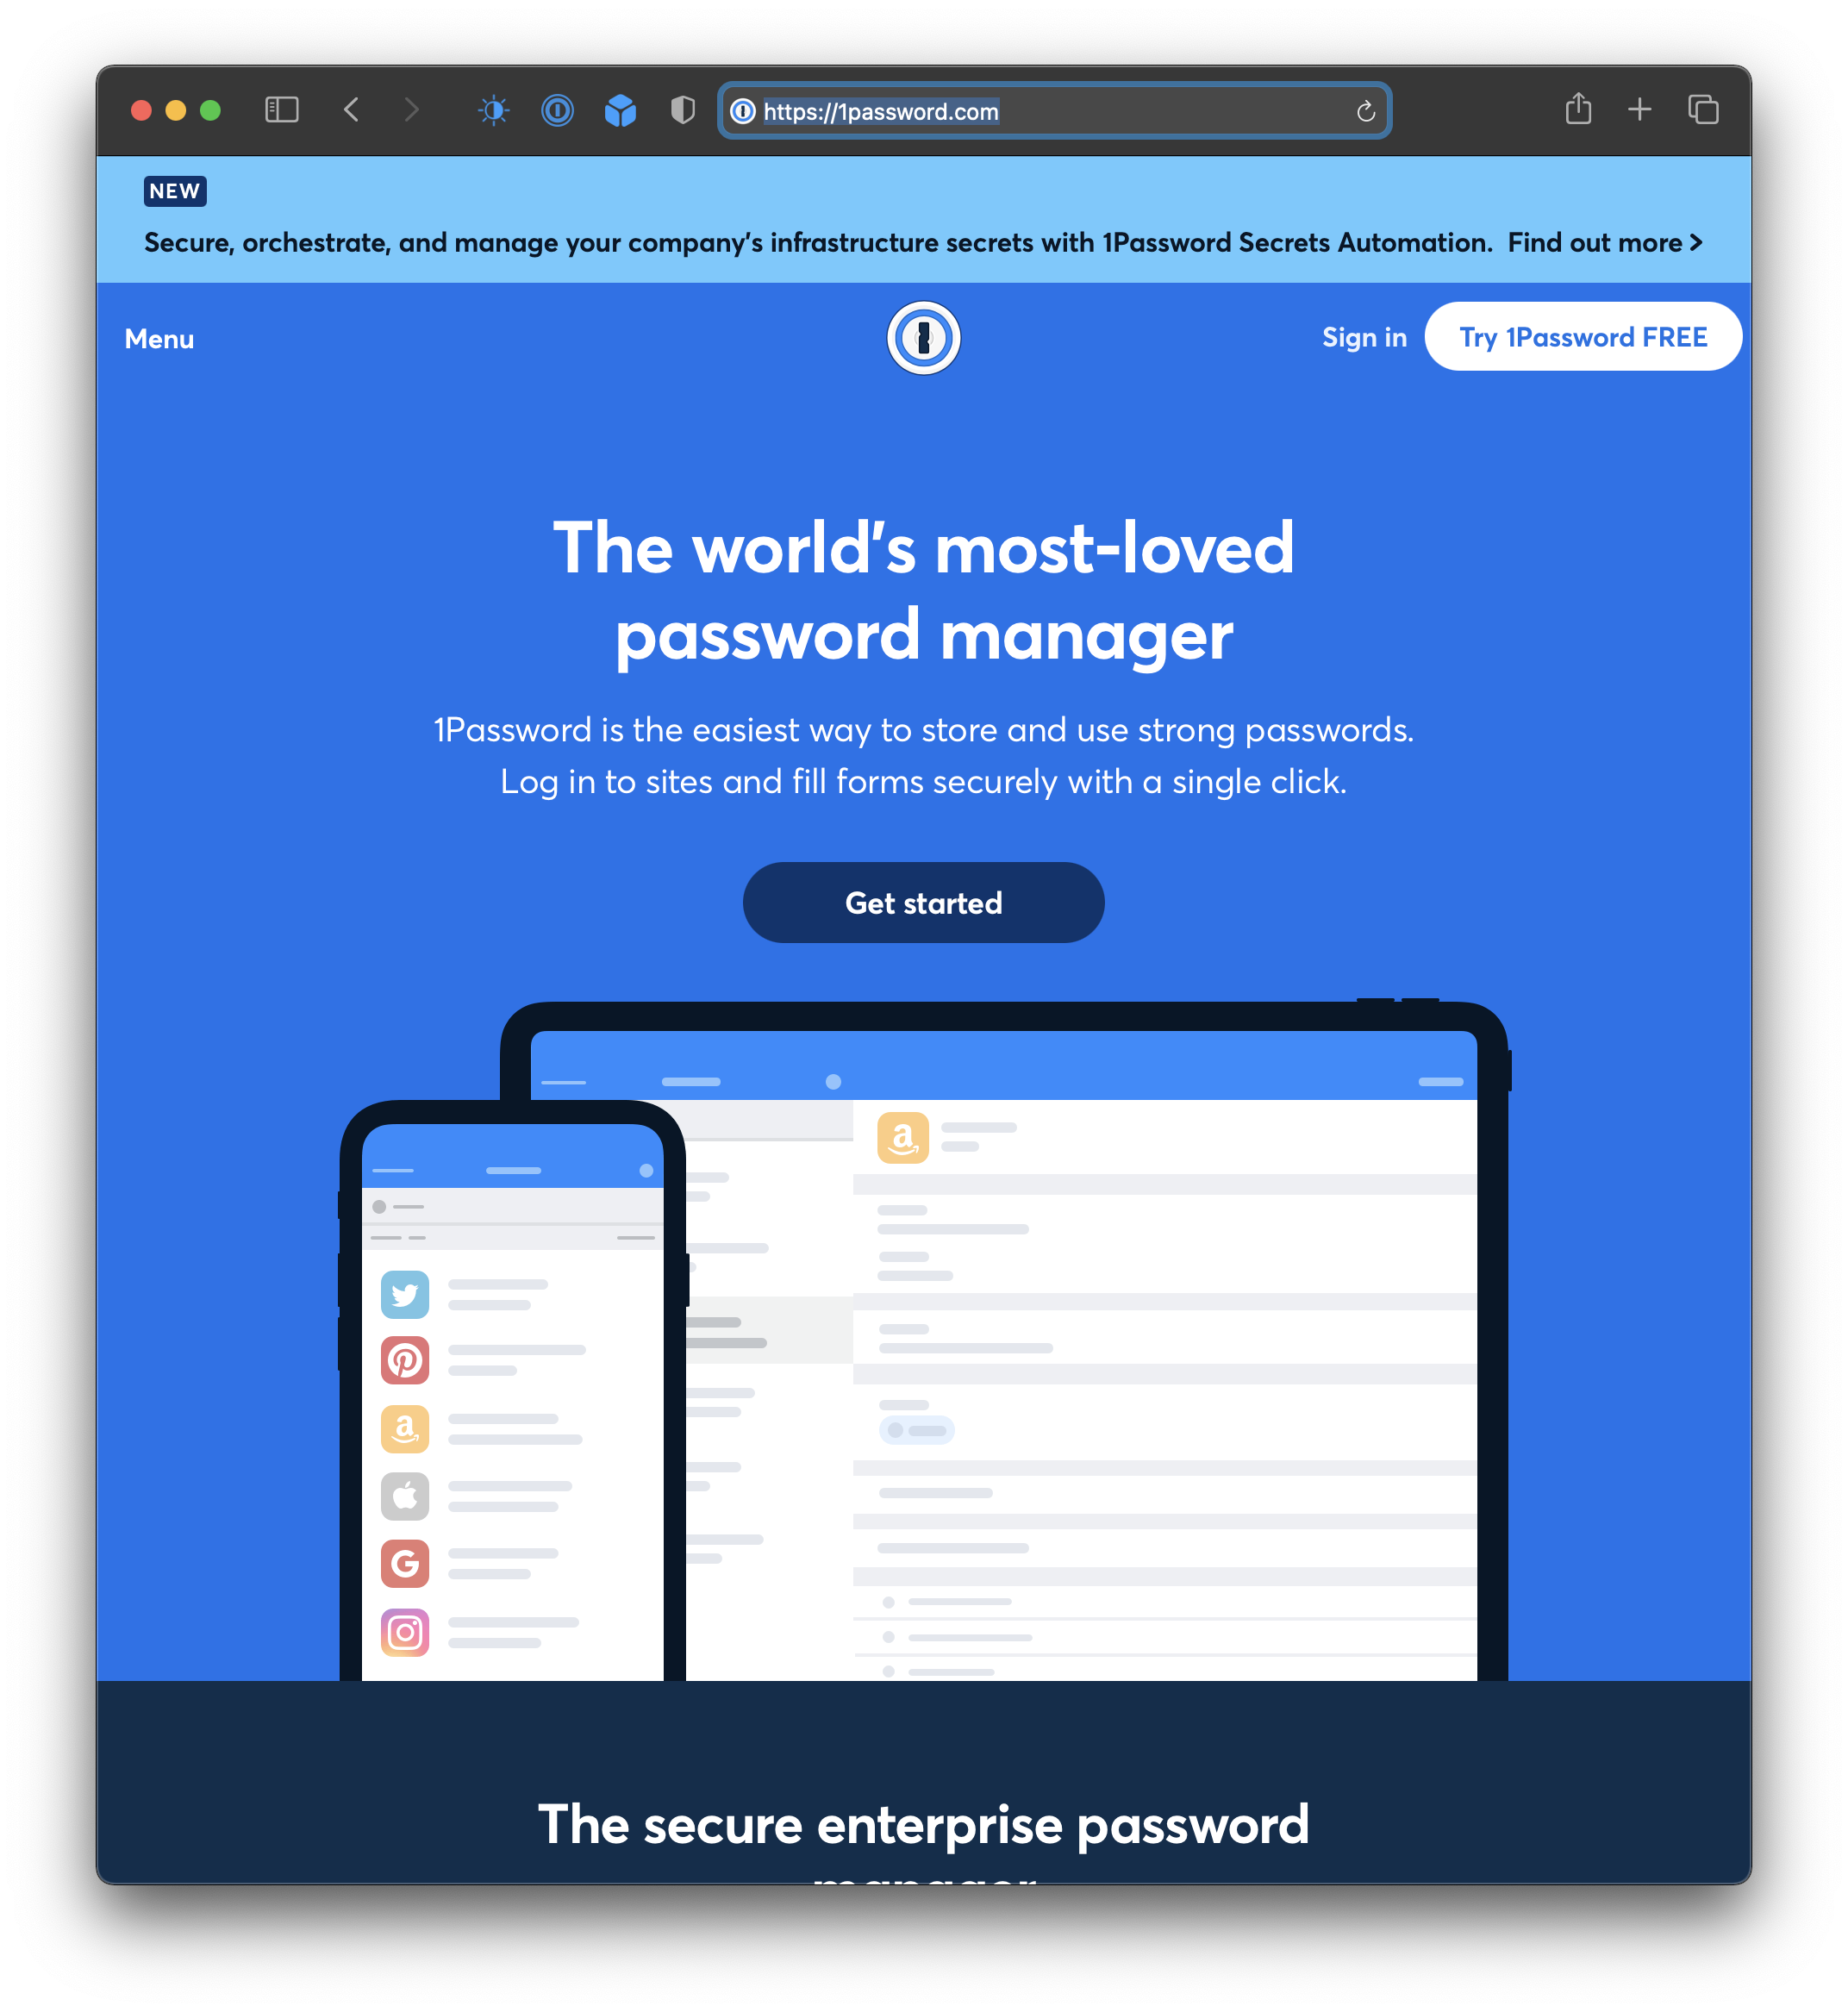 https://1password.com
NEW
Secure, orchestrate, and manage your company’s infrastructure secrets with 1Password Secrets Automation. Find out more >
Menu
Sign in
Try 1Password FREE
The world’s most-loved
password manager
1Password is the easiest way to store and use strong passwords.
Log in to sites and fill forms securely with a single click.
Get started
The secure enterprise password
manager